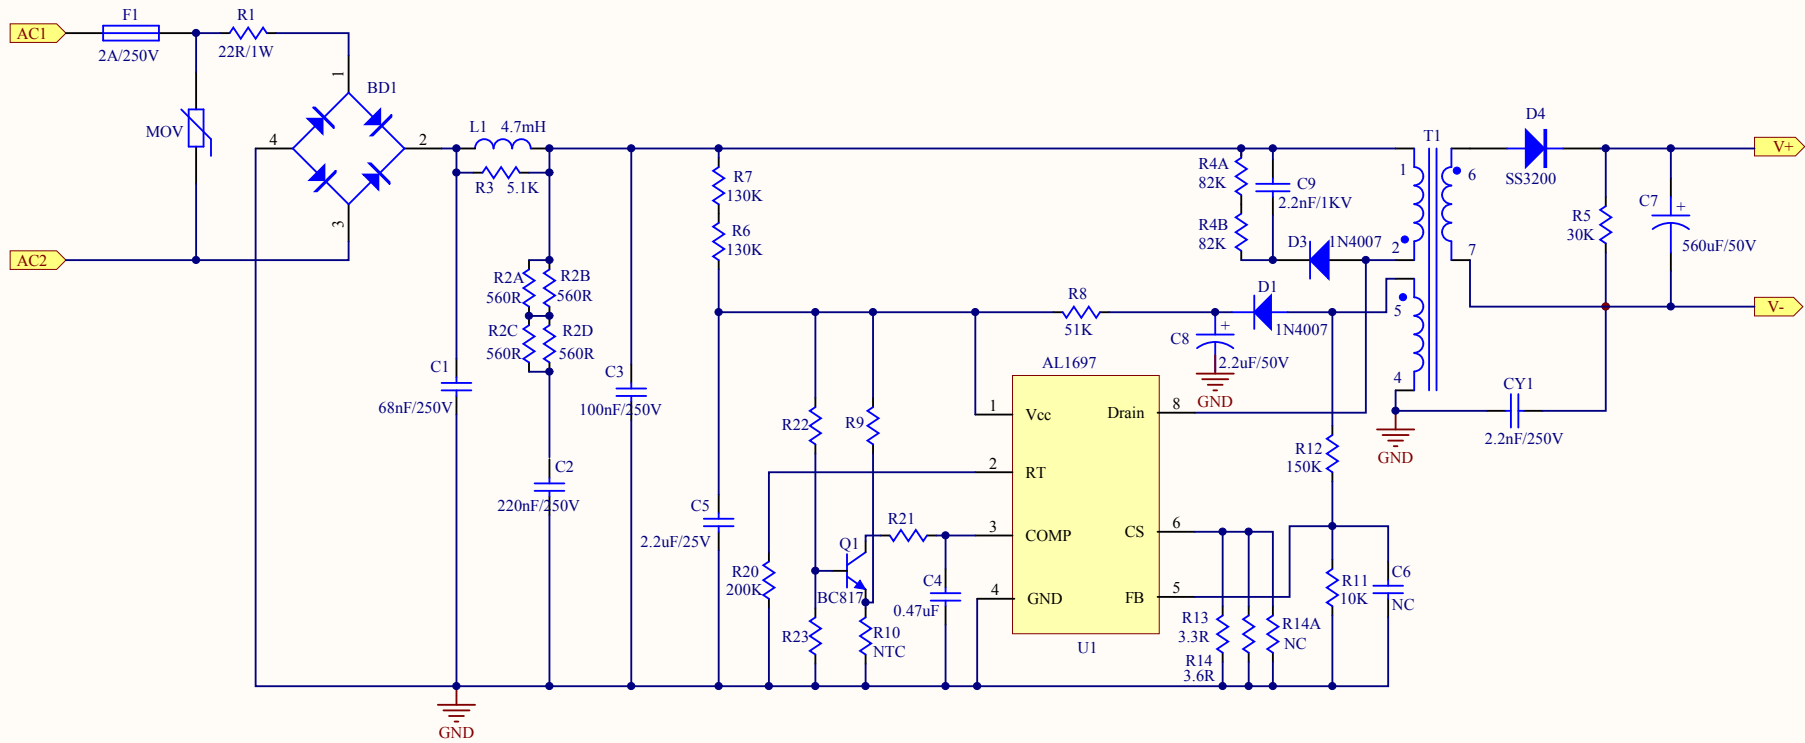 F1
R1
AC1
2A/250V
22R/1W
1
BD1
D4
MOV
4
2
L1 4.7mH
T1
V+
R3 5.1K
R7
130K
R4A
82K
C9
2.2nF/1KV
1
6
SS3200
3
R6
130K
R4B
82K
D3
1N4007
2
7
R5
30K
C7
+
560uF/50V
AC2
R2A
560R
R2B
560R
R8
51K
D1
1N4007
5
V-
R2C
560R
R2D
560R
C8
+
2.2uF/50V
GND
C1
68nF/250V
C3
100nF/250V
AL1697
4
CY1
2.2nF/250V
GND
R22
R9
1
Vcc
Drain
8
R12
150K
C2
220nF/250V
2
RT
C5
2.2uF/25V
R21
3
COMP
CS
6
Q1
BC817
R20
200K
C4
0.47uF
4
GND
FB
5
R11
10K
C6
NC
R23
R10
NTC
U1
R13
3.3R
R14
3.6R
R14A
NC
GND